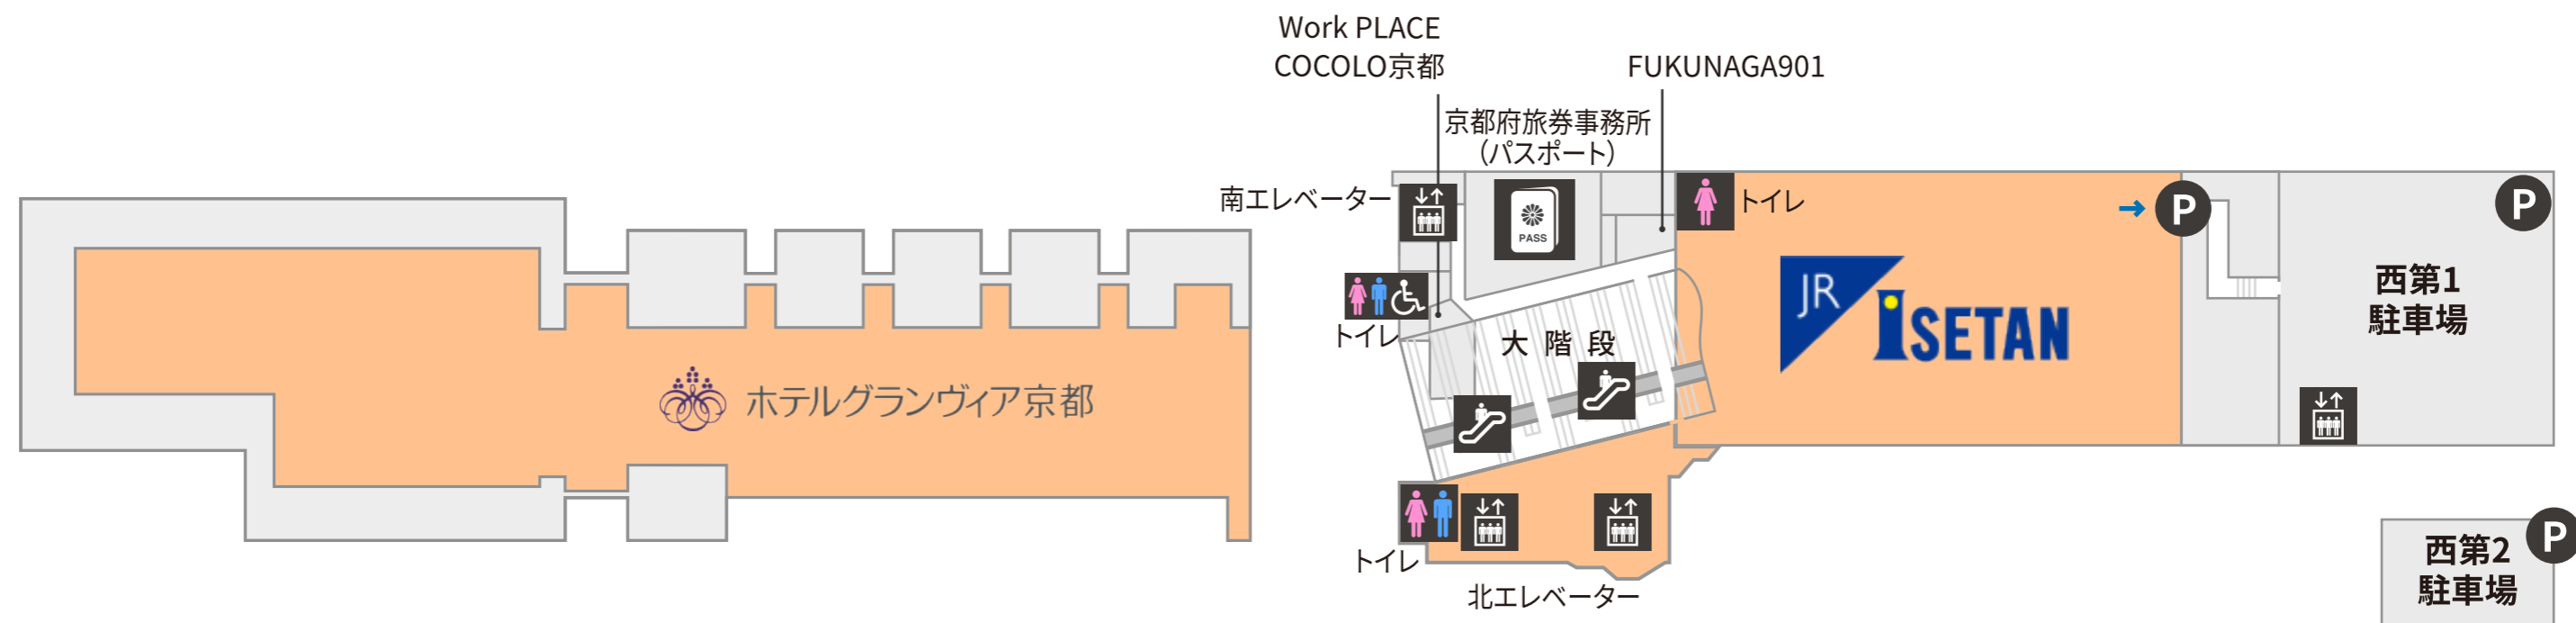 Work PLACE
COCOLO京都
FUKUNAGA901
京都府旅券事務所
（パスポート）
南エレベーター
PASS
トイレ
P
P
西第1
駐車場
JR
ISETAN
トイレ
大階段
ホテルグランヴィア京都
トイレ
北エレベーター
P
西第2
駐車場